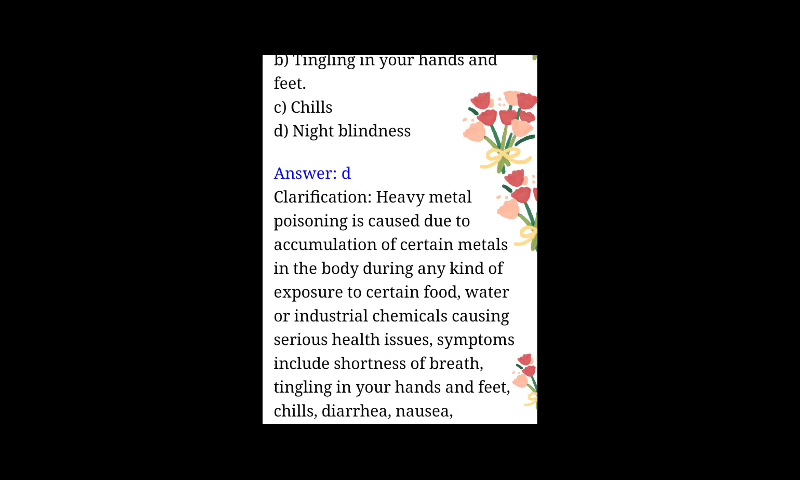 b) Tingling in your hands and
feet.
c) Chills
d) Night blindness
Answer: d
Clarification: Heavy metal
poisoning is caused due to
accumulation of certain metals
in the body during any kind of
exposure to certain food, water
or industrial chemicals causing
serious health issues, symptoms
include shortness of breath,
tingling in your hands and feet,
chills, diarrhea, nausea,